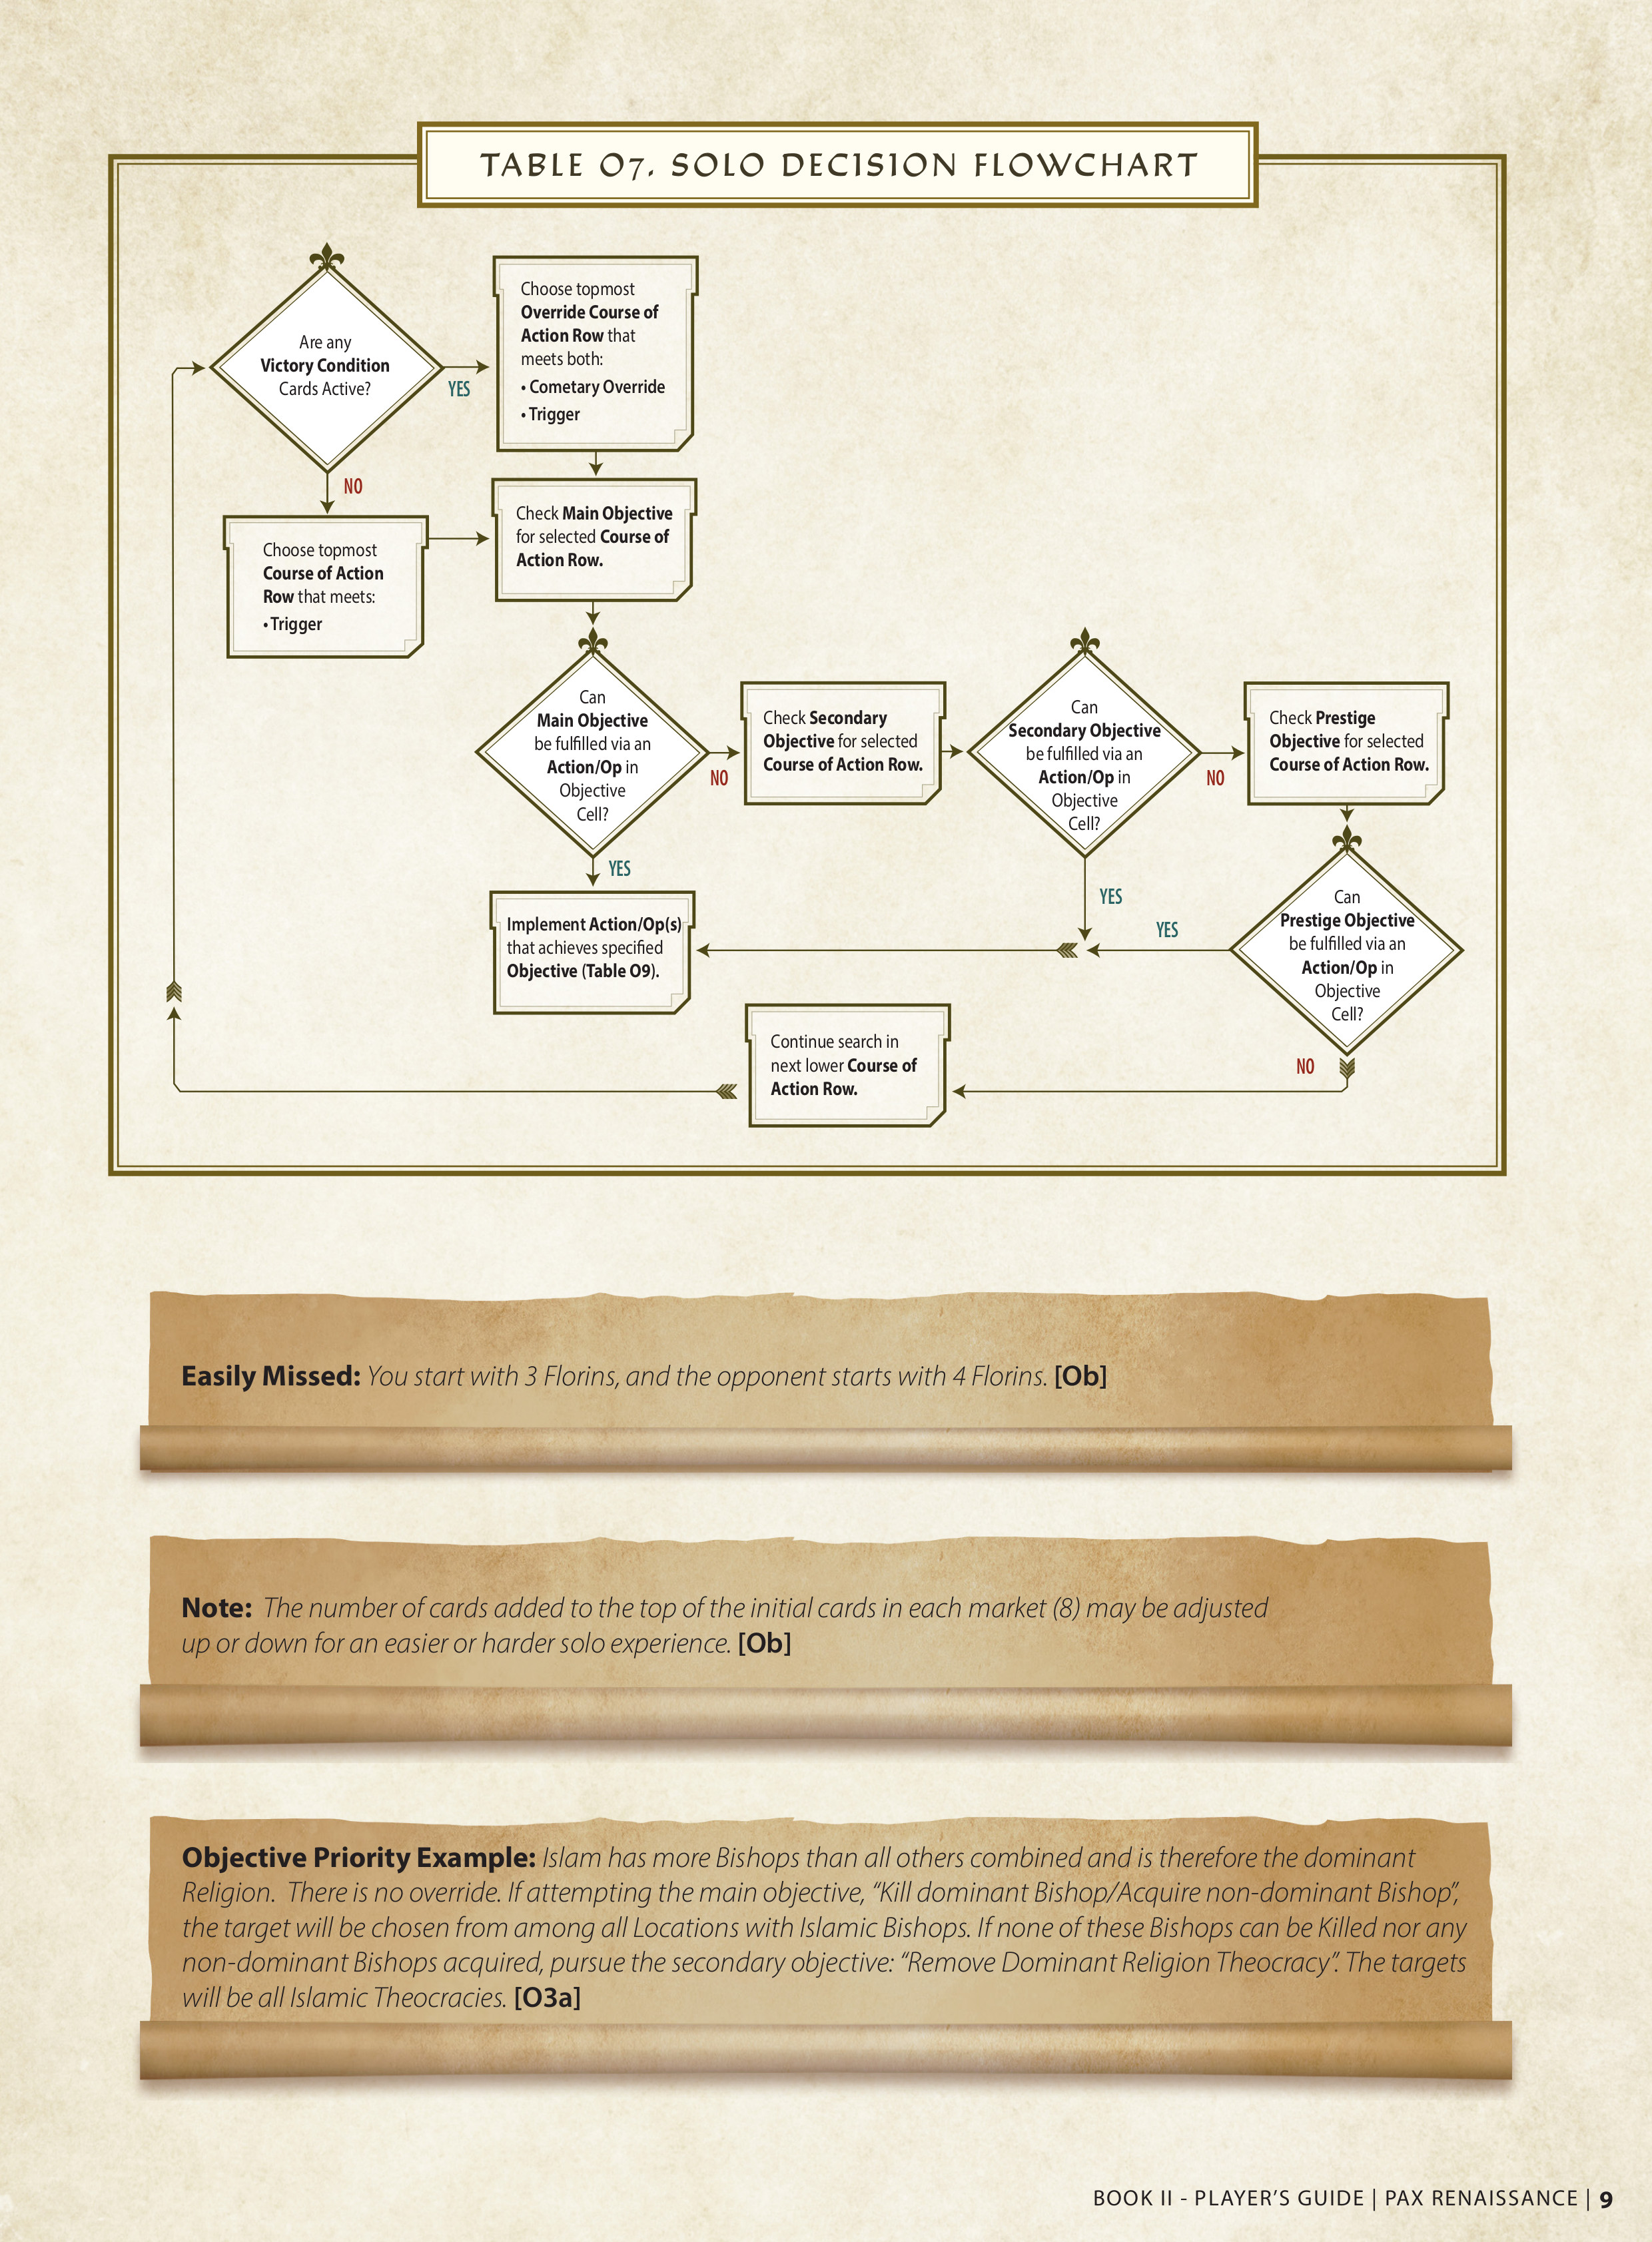 TABLE O7. SOLO DECISION FLOWCHART
Are any
Victory Condition
Cards Active?
YES
NO
Choose topmost
Override Course of
Action Row that
meets both:
• Cometary Override
• Trigger
Choose topmost
Course of Action
Row that meets:
• Trigger
Check Main Objective
for selected Course of
Action Row.
Can
Main Objective
be fulfilled via an
Action/Op in
Objective
Cell?
NO
YES
Check Secondary
Objective for selected
Course of Action Row.
Can
Secondary Objective
be fulfilled via an
Action/Op in
Objective
Cell?
NO
YES
Check Prestige
Objective for selected
Course of Action Row.
Can
Prestige Objective
be fulfilled via an
Action/Op in
Objective
Cell?
YES
NO
Implement Action/Op(s)
that achieves specified
Objective (Table O9).
Continue search in
next lower Course of
Action Row.
Easily Missed: You start with 3 Florins, and the opponent starts with 4 Florins. [Ob]
Note: The number of cards added to the top of the initial cards in each market (8) may be adjusted
up or down for an easier or harder solo experience. [Ob]
Objective Priority Example: Islam has more Bishops than all others combined and is therefore the dominant
Religion. There is no override. If attempting the main objective, “Kill dominant Bishop/Acquire non-dominant Bishop”,
the target will be chosen from among all Locations with Islamic Bishops. If none of these Bishops can be Killed nor any
non-dominant Bishops acquired, pursue the secondary objective: “Remove Dominant Religion Theocracy”. The targets
will be all Islamic Theocracies. [O3a]
BOOK II - PLAYER’S GUIDE | PAX RENAISSANCE | 9